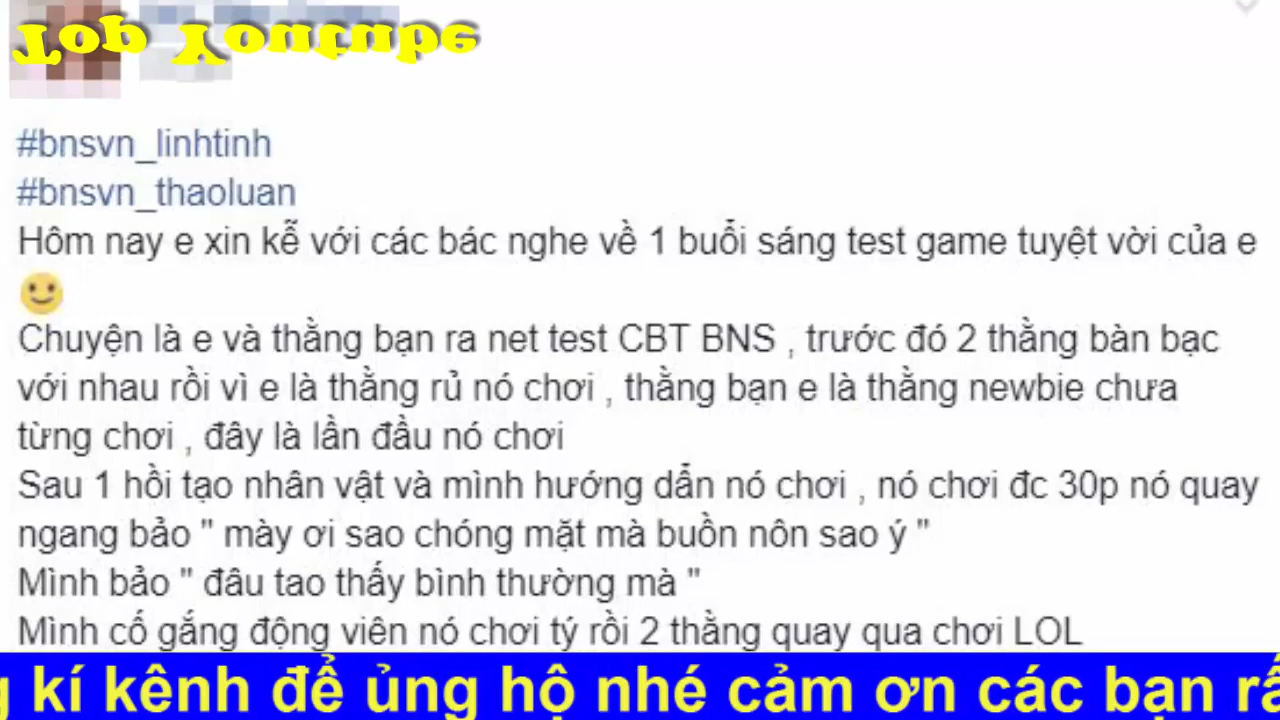 Top Youtube
#bnsvn_linhtinh
#bnsvn_thaoluan
Hôm nay e xin kễ với các bác nghe về 1 buổi sáng test game tuyệt vời của e
Chuyện là e và thằng bạn ra net test CBT BNS , trước đó 2 thằng bàn bạc
với nhau rồi vì e là thằng rủ nó chơi , thằng bạn e là thằng newbie chưa
từng chơi , đây là lần đầu nó chơi
Sau 1 hồi tạo nhân vật và mình hướng dẩn nó chơi , nó chơi đc 30p nó quay
ngang bảo " mày ơi sao chóng mặt mà buồn nôn sao ý "
Mình bảo " đâu tao thấy bình thường mà "
Mình cố gắng động viên nó chơi tý rồi 2 thằng quay qua chơi LOL
kí kênh để ủng hộ nhé cảm ơn các bạn